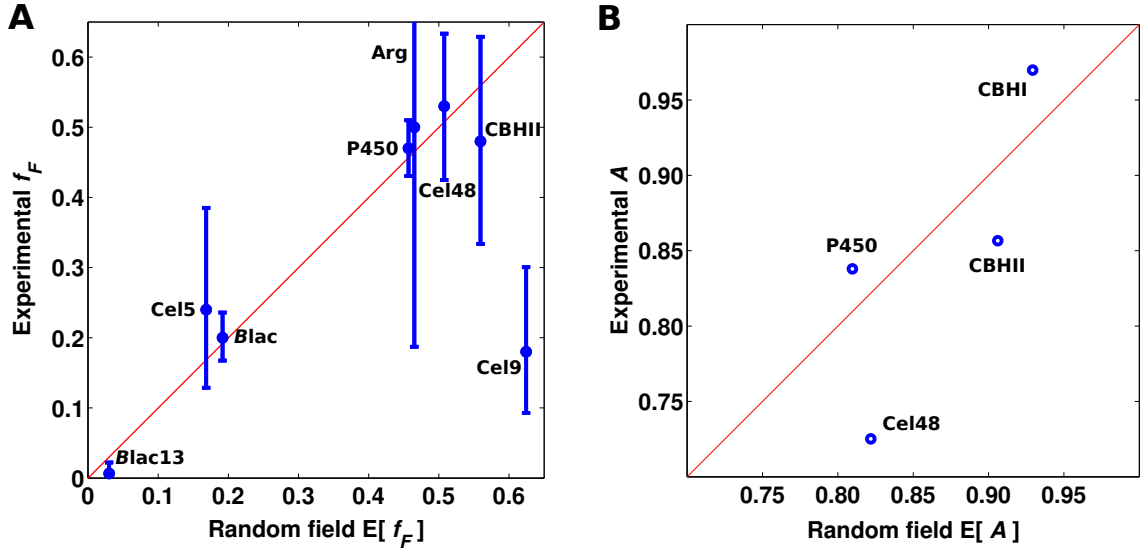 A
Experimental f_F
0.6
0.5
0.4
0.3
0.2
0.1
0
Arg
P450
CBHII
Cel48
Cel5
Blac
Cel9
Blac13
0
0.1
0.2
0.3
0.4
0.5
0.6
Random field E[ f_F ]
B
Experimental A
0.95
0.90
0.85
0.80
0.75
CBHI
P450
CBHII
Cel48
0.75
0.80
0.85
0.90
0.95
Random field E[ A ]